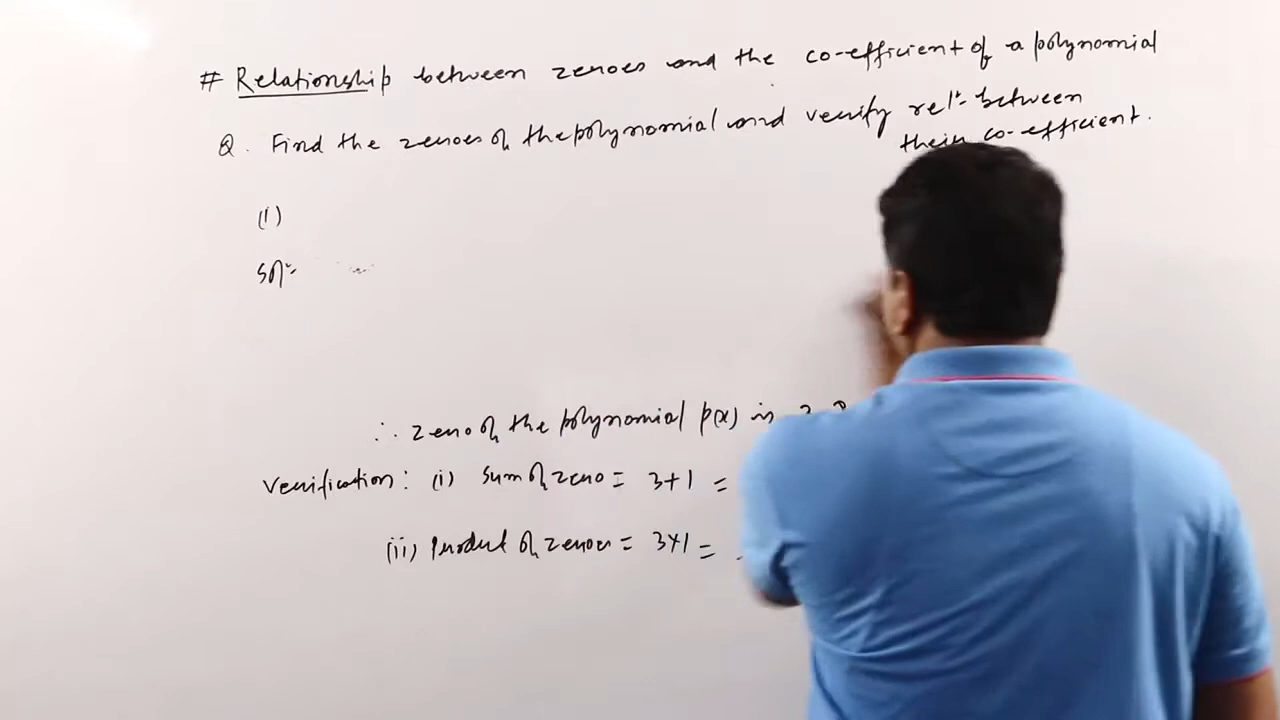 # Relationship between zeroes and the co-efficient of a polynomial
Q. Find the zeroes of the polynomial and verify relⁿ between
their co-efficient.
(i)
Solⁿ
∴ zero of the polynomial p(x) is 3
Verification: (i) Sum of zero = 3+1 =
(ii) Product of zeroes = 3×1 =